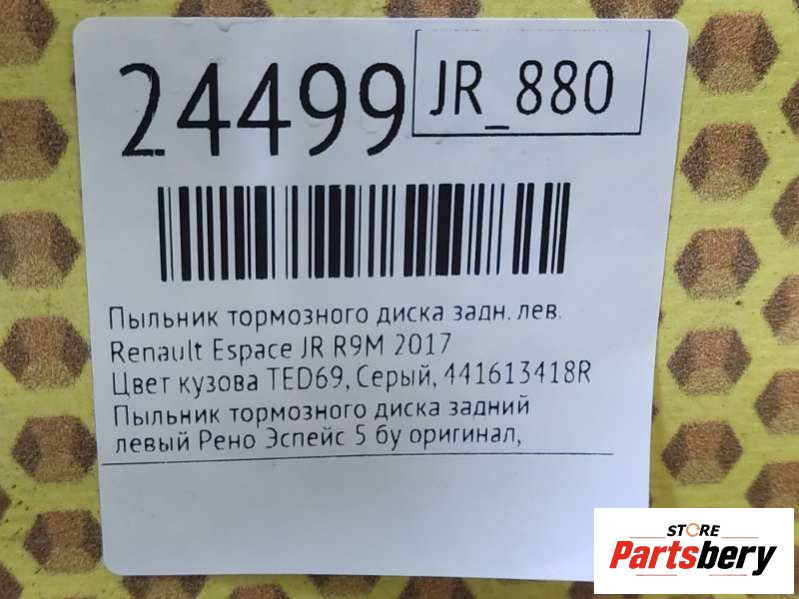 24499
JR_880
Пыльник тормозного диска задн. лев.
Renault Espace JR R9M 2017
Цвет кузова TED69, Серый, 441613418R
Пыльник тормозного диска задний
левый Рено Эспейс 5 бу оригинал,
STORE
Partsbery